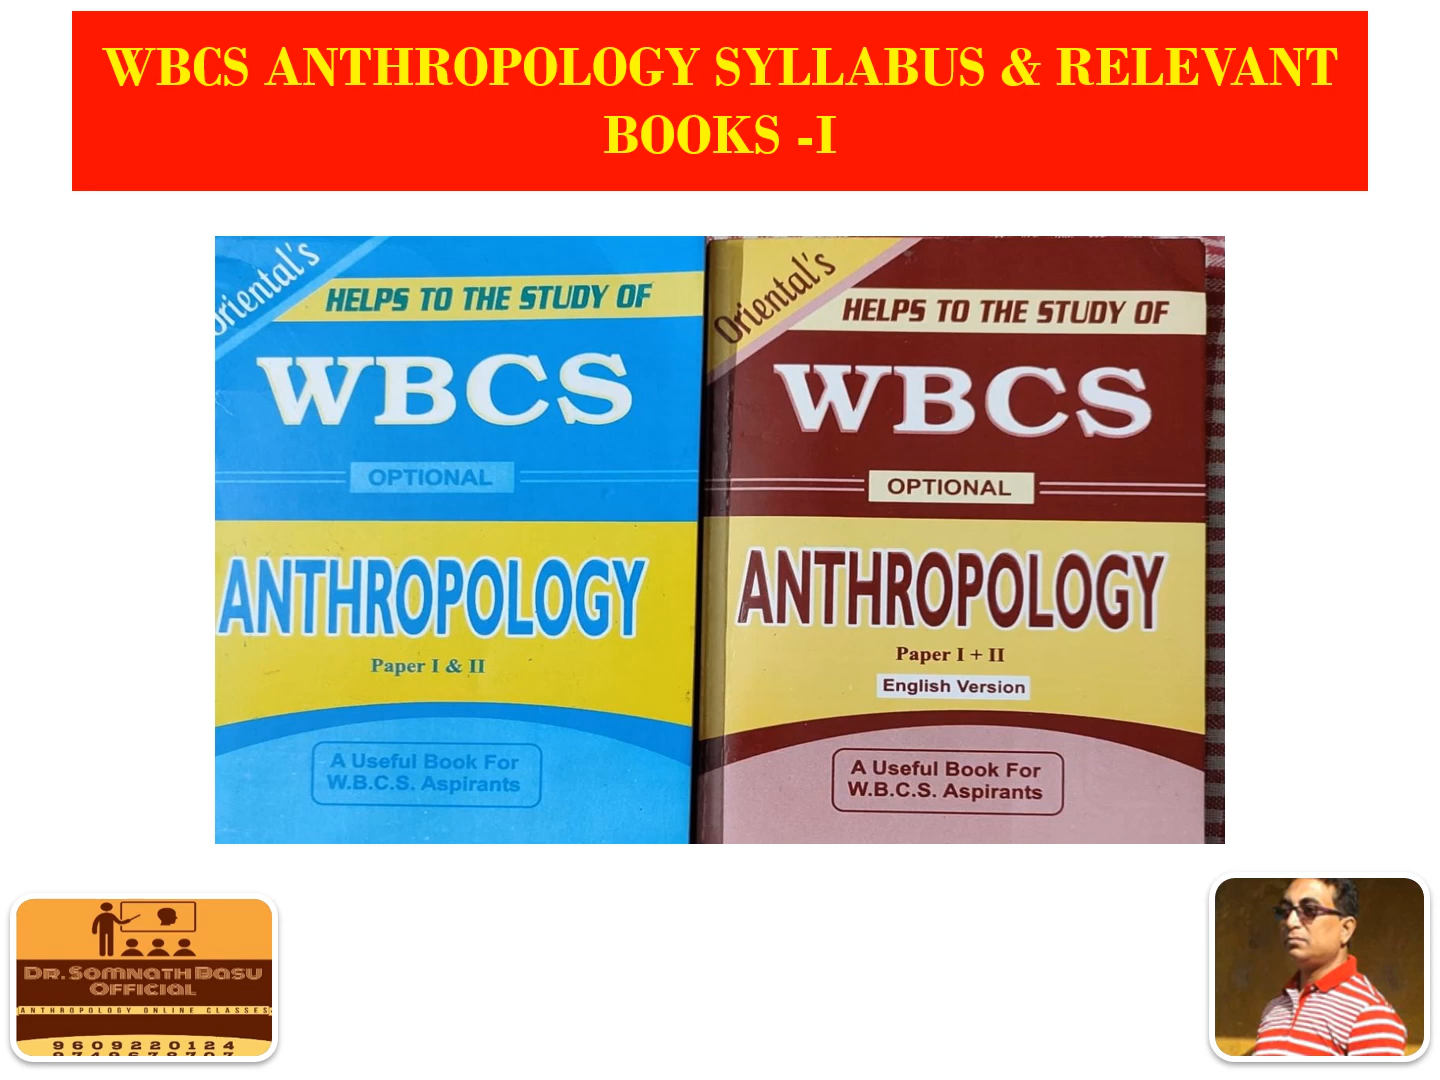 WBCS ANTHROPOLOGY SYLLABUS & RELEVANT
BOOKS -I
Oriental's
HELPS TO THE STUDY OF
WBCS
OPTIONAL
ANTHROPOLOGY
Paper I & II
A Useful Book For
W.B.C.S. Aspirants
Oriental's
HELPS TO THE STUDY OF
WBCS
OPTIONAL
ANTHROPOLOGY
Paper I + II
English Version
A Useful Book For
W.B.C.S. Aspirants
DR. SOMNATH BASU
OFFICIAL
ANTHROPOLOGY ONLINE CLASSES
9609220124